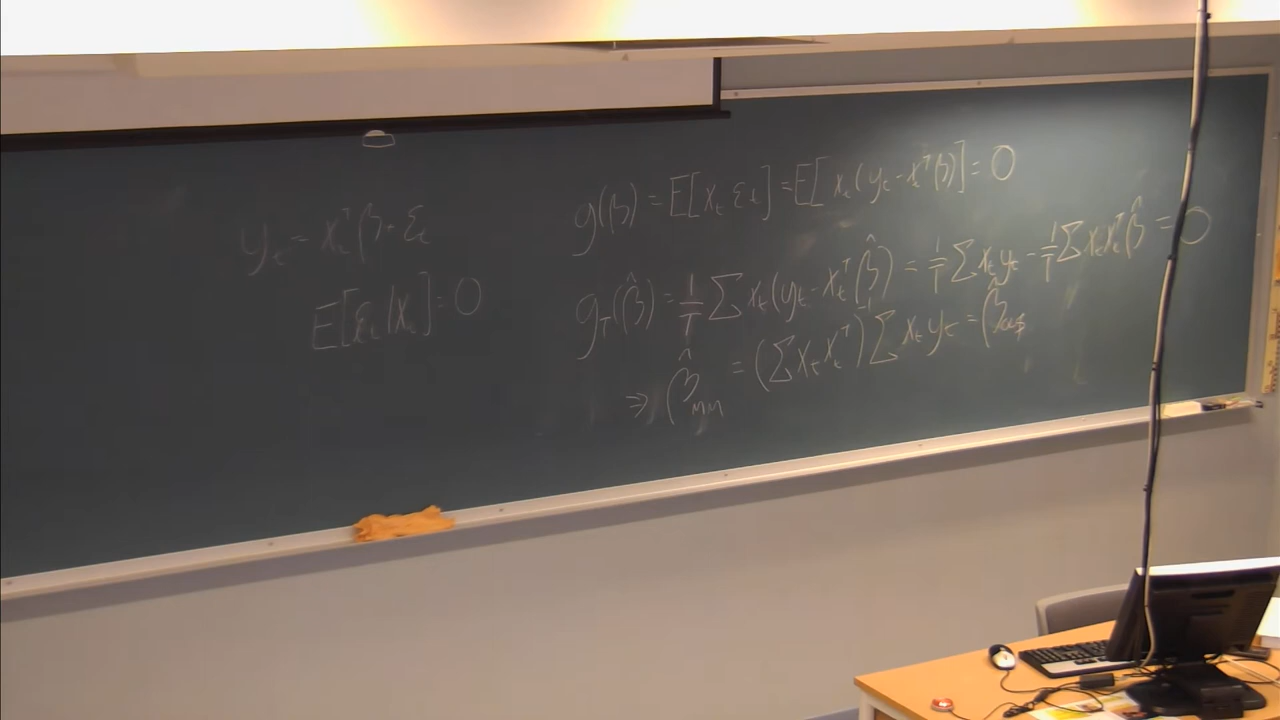 y_t = x_t^T β + ε_t
E[ε_t | x_t] = 0
g(β) = E[x_t ε_t] = E[x_t(y_t - x_t^T β)] = 0
g_T(β̂) = 1/T Σ x_t(y_t - x_t^T β̂) = 1/T Σ x_t y_t - 1/T Σ x_t x_t^T β̂ = 0
⇒ β̂_MM = (Σ x_t x_t^T)^-1 Σ x_t y_t = β̂_OLS